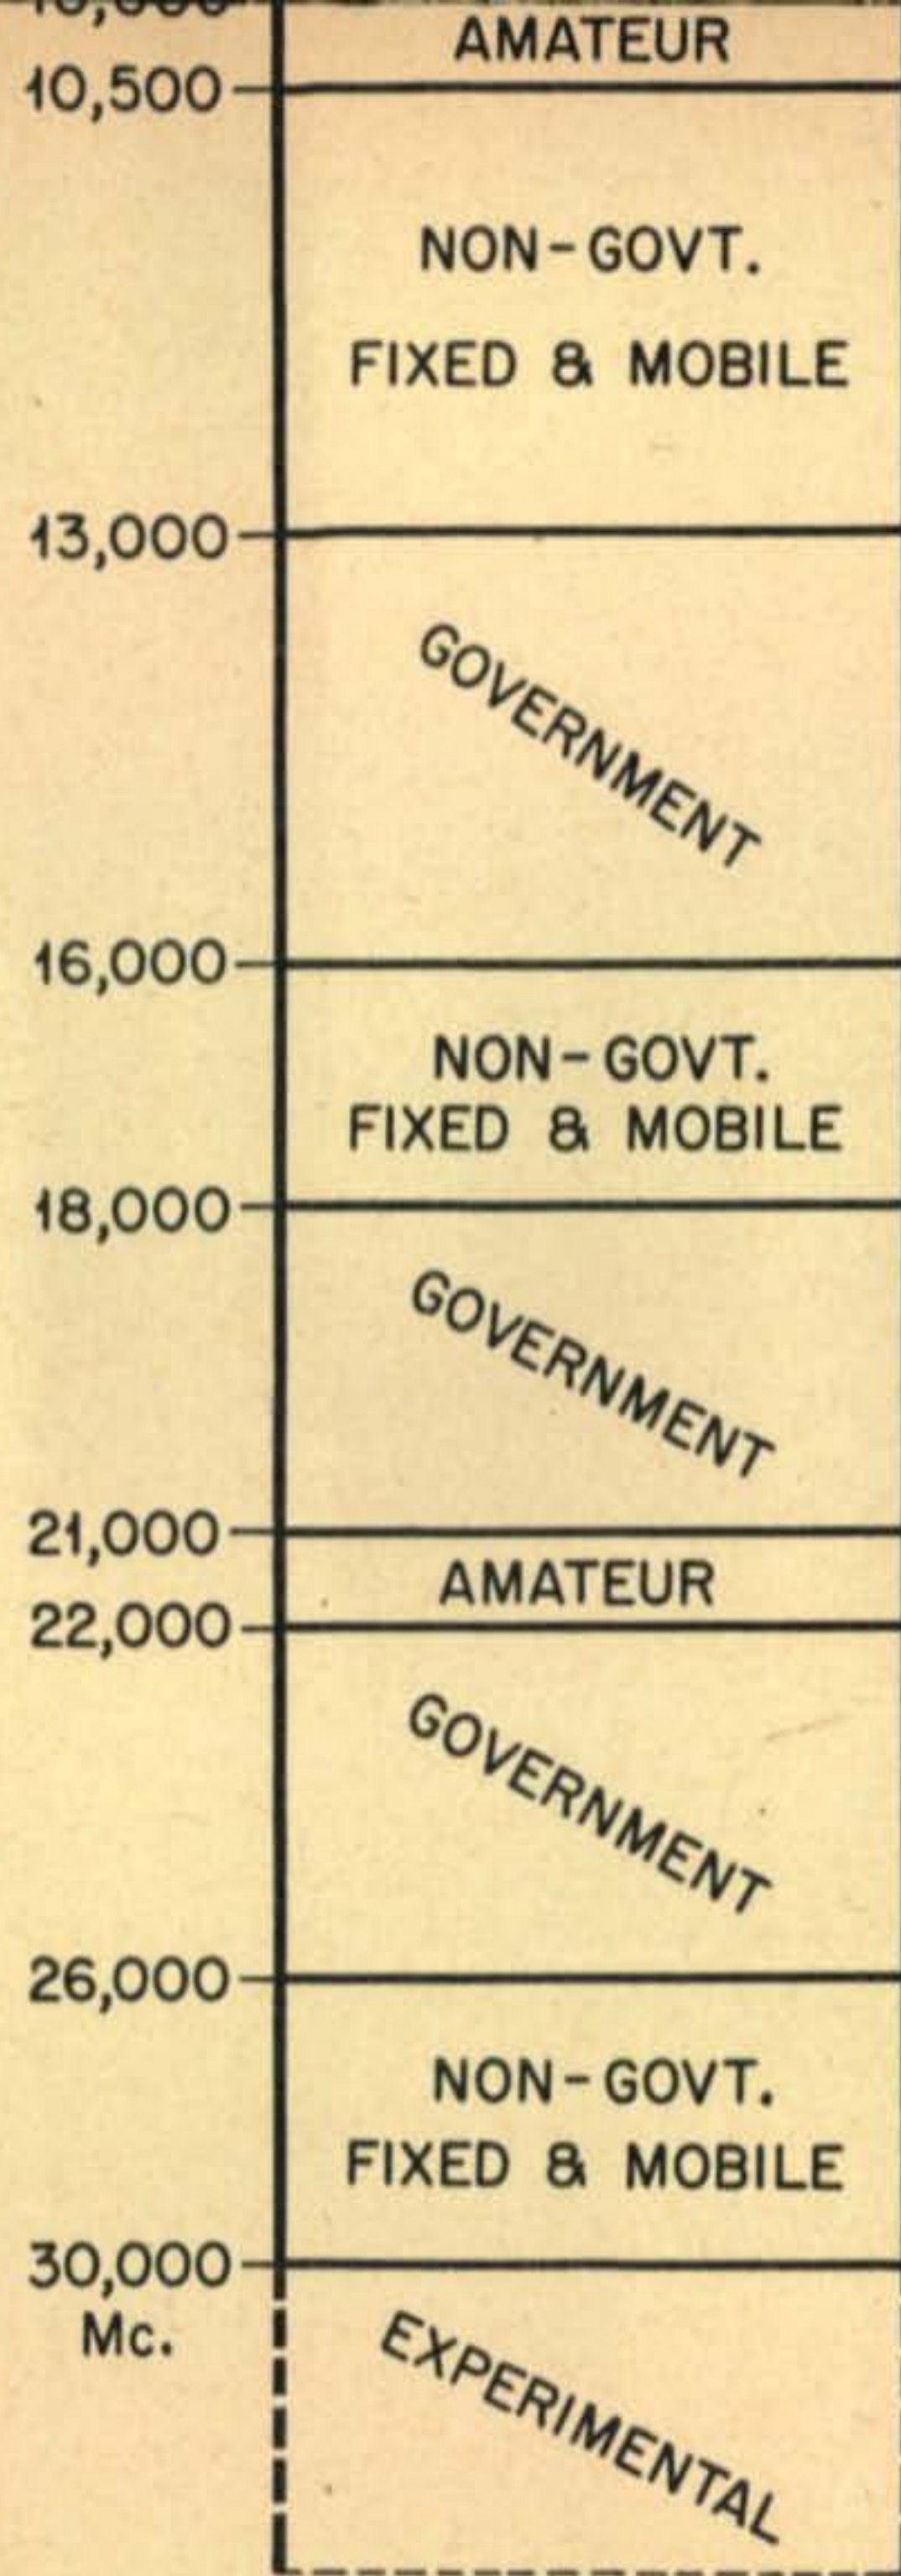 AMATEUR
10,500
NON-GOVT.
FIXED & MOBILE
13,000
GOVERNMENT
16,000
NON-GOVT.
FIXED & MOBILE
18,000
GOVERNMENT
21,000
AMATEUR
22,000
GOVERNMENT
26,000
NON-GOVT.
FIXED & MOBILE
30,000
Mc.
EXPERIMENTAL